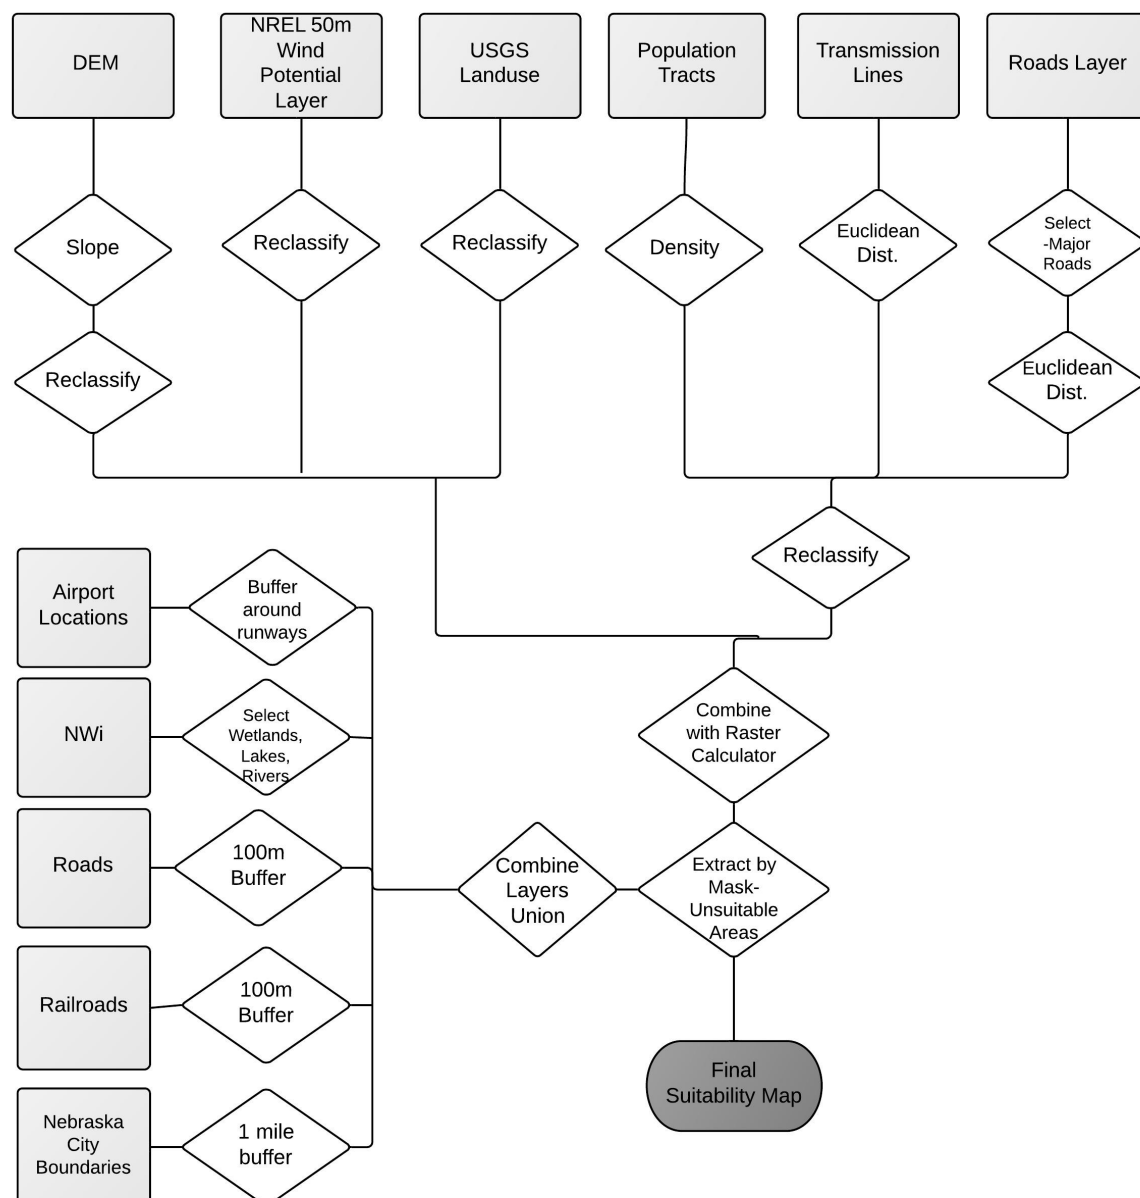 DEM
NREL 50m
Wind
Potential
Layer
USGS
Landuse
Population
Tracts
Transmission
Lines
Roads Layer
Slope
Reclassify
Reclassify
Density
Euclidean
Dist.
Select
-Major
Roads
Reclassify
Euclidean
Dist.
Reclassify
Airport
Locations
Buffer
around
runways
NWi
Select
Wetlands,
Lakes,
Rivers
Combine
with Raster
Calculator
Roads
100m
Buffer
Combine
Layers
Union
Extract by
Mask-
Unsuitable
Areas
Railroads
100m
Buffer
Final
Suitability Map
Nebraska
City
Boundaries
1 mile
buffer